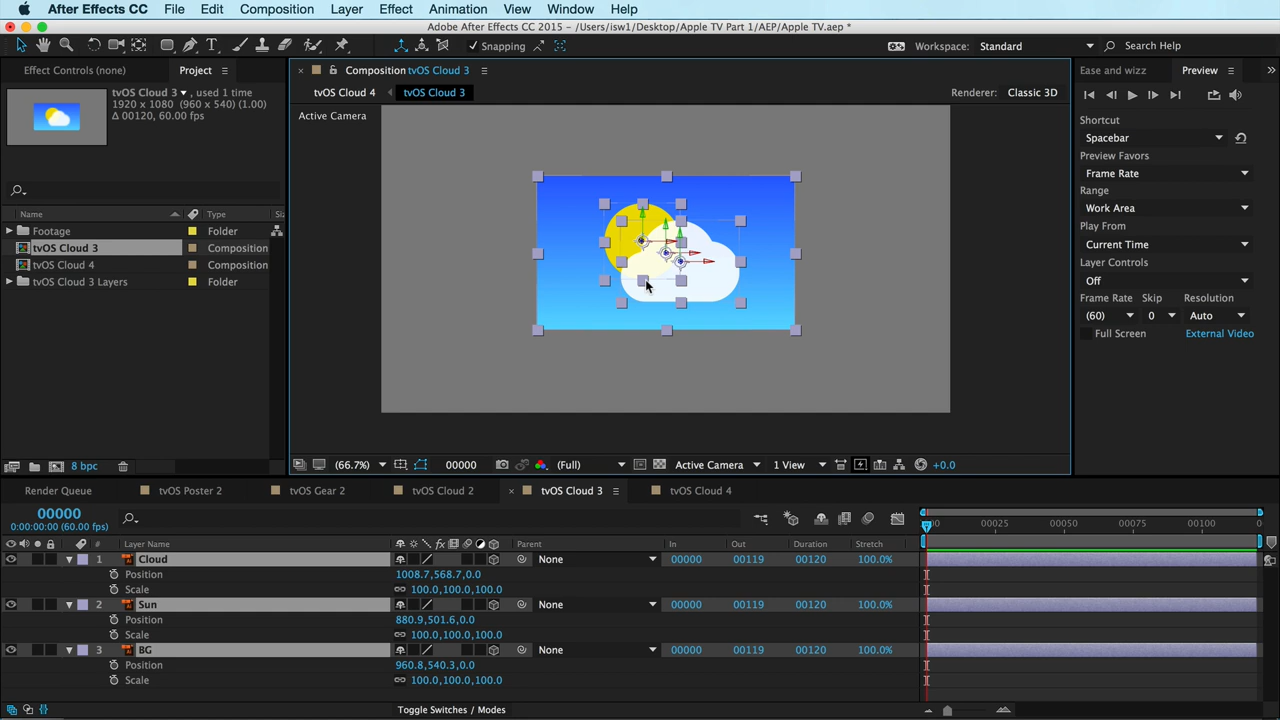 After Effects CC File Edit Composition Layer Effect Animation View Window Help
Adobe After Effects CC 2015 - /Users/isw1/Desktop/Apple TV Part 1/AEP/Apple TV.aep *
Snapping
Workspace: Standard
Search Help
Effect Controls (none)
Project
Composition tvOS Cloud 3
Ease and wizz
Preview
tvOS Cloud 3 ▾ , used 1 time
1920 x 1080 (960 x 540) (1.00)
Δ 00120, 60.00 fps
tvOS Cloud 4
tvOS Cloud 3
Renderer: Classic 3D
Active Camera
Shortcut
Spacebar
Preview Favors
Frame Rate
Range
Work Area
Play From
Current Time
Layer Controls
Off
Frame Rate Skip Resolution
(60) 0 Auto
Full Screen External Video
Name Type Si
Footage Folder
tvOS Cloud 3 Composition
tvOS Cloud 4 Composition
tvOS Cloud 3 Layers Folder
8 bpc
(66.7%) 00000 (Full) Active Camera 1 View +0.0
Render Queue tvOS Poster 2 tvOS Gear 2 tvOS Cloud 2 tvOS Cloud 3 tvOS Cloud 4
00000
0:00:00:00 (60.00 fps)
00 00025 00050 00075 00100 0
# Layer Name Parent In Out Duration Stretch
1 Cloud None 00000 00119 00120 100.0%
Position 1008.7,568.7,0.0
Scale 100.0,100.0,100.0%
2 Sun None 00000 00119 00120 100.0%
Position 880.9,501.6,0.0
Scale 100.0,100.0,100.0%
3 BG None 00000 00119 00120 100.0%
Position 960.8,540.3,0.0
Scale 100.0,100.0,100.0%
Toggle Switches / Modes